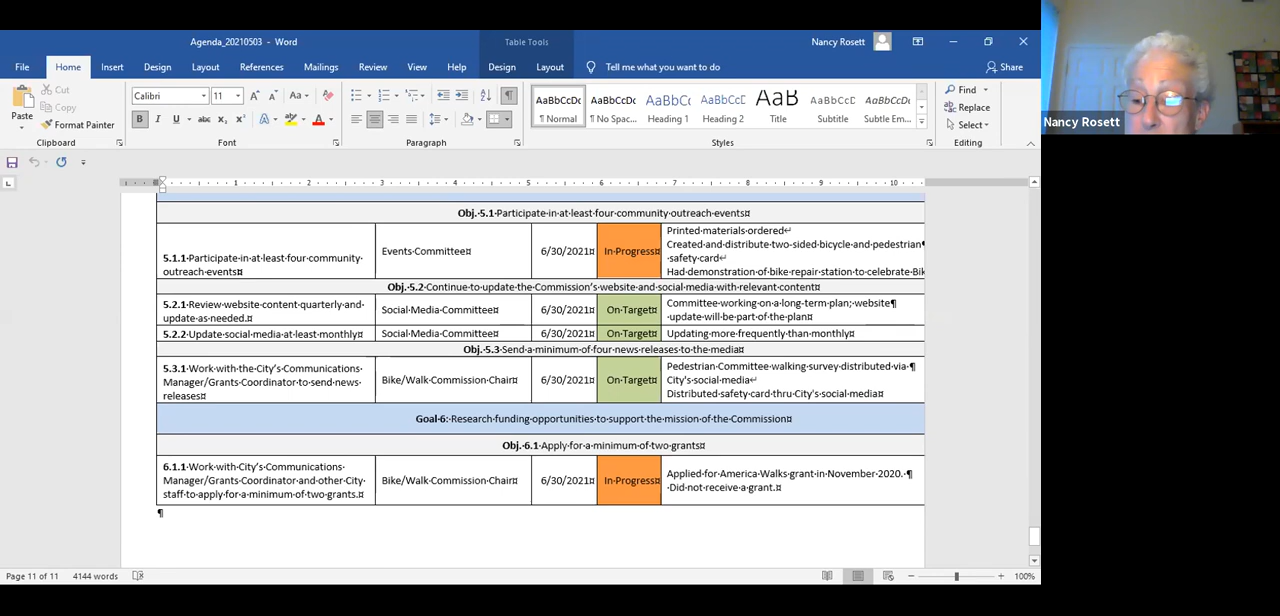 Agenda_20210503 - Word
Table Tools
Nancy Rosett
File
Home
Insert
Design
Layout
References
Mailings
Review
View
Help
Design
Layout
Tell me what you want to do
Share
Paste
Cut
Copy
Format Painter
Clipboard
Calibri
11
Font
Paragraph
AaBbCcDc
¶ Normal
AaBbCcDc
¶ No Spac...
AaBbCc
Heading 1
AaBbCc
Heading 2
AaB
Title
AaBbCcD
Subtitle
AaBbCcDc
Subtle Em...
Styles
Find
Replace
Select
Editing
Nancy Rosett
1 2 3 4 5 6 7 8 9 10
Obj. 5.1 Participate in at least four community outreach events¤
5.1.1 Participate in at least four community
outreach events¤
Events Committee¤
6/30/2021¤
In Progress¤
Printed materials ordered↵
Created and distribute two-sided bicycle and pedestrian¶
safety card↵
Had demonstration of bike repair station to celebrate Bik
Obj. 5.2 Continue to update the Commission's website and social media with relevant content¤
5.2.1 Review website content quarterly and
update as needed.¤
Social Media Committee¤
6/30/2021¤
On Target¤
Committee working on a long-term plan; website¶
update will be part of the plan¤
5.2.2 Update social media at least monthly¤
Social Media Committee¤
6/30/2021¤
On Target¤
Updating more frequently than monthly¤
Obj. 5.3 Send a minimum of four news releases to the media¤
5.3.1 Work with the City's Communications
Manager/Grants Coordinator to send news
releases¤
Bike/Walk Commission Chair¤
6/30/2021¤
On Target¤
Pedestrian Committee walking survey distributed via ¶
City's social media↵
Distributed safety card thru City's social media¤
Goal 6: Research funding opportunities to support the mission of the Commission¤
Obj. 6.1 Apply for a minimum of two grants¤
6.1.1 Work with City's Communications
Manager/Grants Coordinator and other City
staff to apply for a minimum of two grants.¤
Bike/Walk Commission Chair¤
6/30/2021¤
In Progress¤
Applied for America Walks grant in November 2020. ¶
Did not receive a grant.¤
¶
Page 11 of 11
4144 words
100%